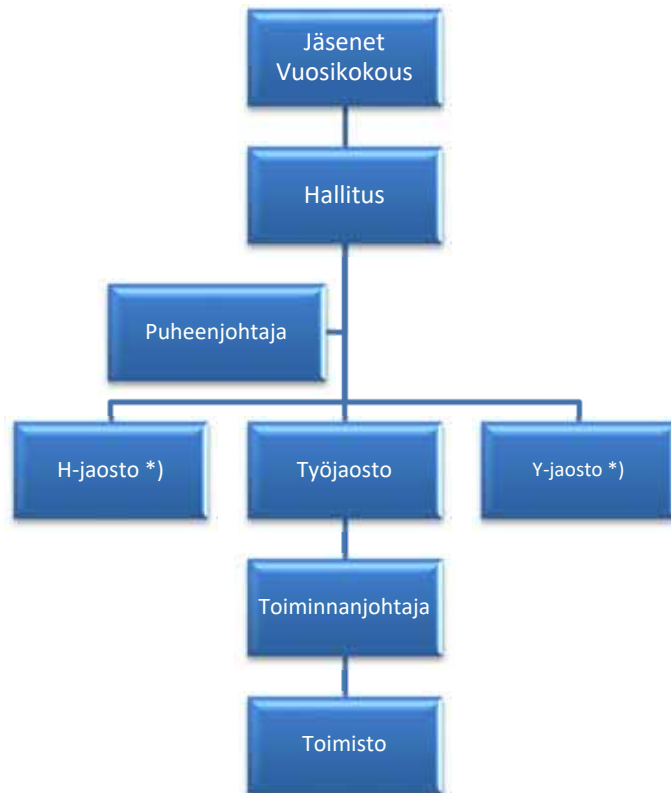 Jäsenet
Vuosikokous
Hallitus
Puheenjohtaja
H-jaosto *)
Työjaosto
Y-jaosto *)
Toiminnanjohtaja
Toimisto